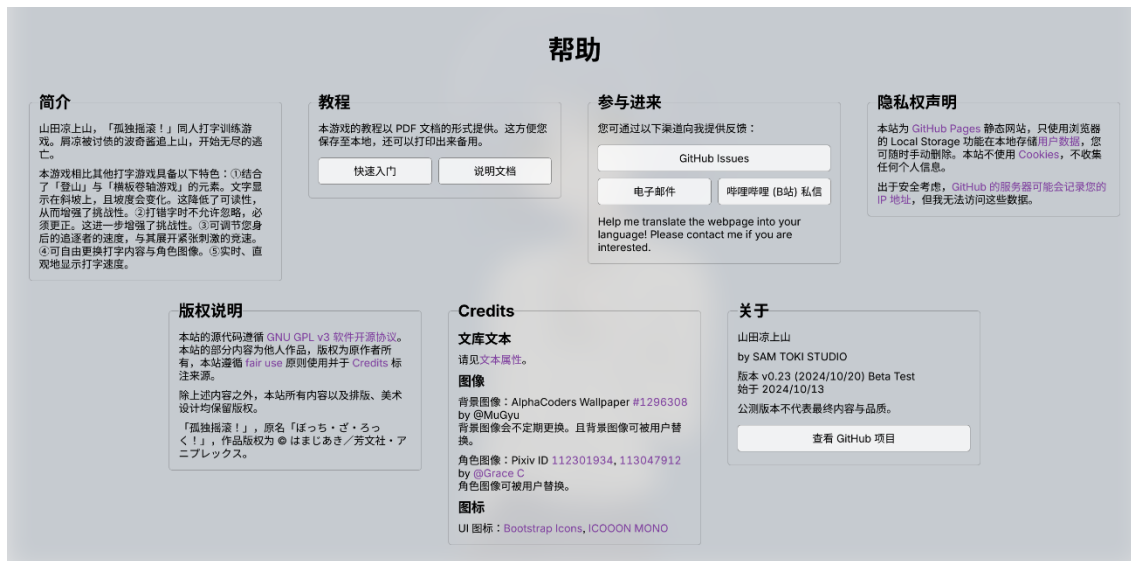 帮助
简介
山田凉上山，「孤独摇滚！」同人打字训练游
戏。屑凉被讨债的波奇酱追上山，开始无尽的逃
亡。
本游戏相比其他打字游戏具备以下特色：①结合
了「登山」与「横板卷轴游戏」的元素。文字显
示在斜坡上，且坡度会变化。这降低了可读性，
从而增强了挑战性。②打错字时不允许忽略，必
须更正。这进一步增强了挑战性。③可调节您身
后的追逐者的速度，与其展开紧张刺激的竞速。
④可自由更换打字内容与角色图像。⑤实时、直
观地显示打字速度。
教程
本游戏的教程以 PDF 文档的形式提供。这方便您
保存至本地，还可以打印出来备用。
快速入门
说明文档
参与进来
您可通过以下渠道向我提供反馈：
GitHub Issues
电子邮件
哔哩哔哩 (B站) 私信
Help me translate the webpage into your
language! Please contact me if you are
interested.
隐私权声明
本站为 GitHub Pages 静态网站，只使用浏览器
的 Local Storage 功能在本地存储用户数据，您
可随时手动删除。本站不使用 Cookies，不收集
任何个人信息。
出于安全考虑，GitHub 的服务器可能会记录您的
IP 地址，但我无法访问这些数据。
版权说明
本站的源代码遵循 GNU GPL v3 软件开源协议。
本站的部分内容为他人作品，版权为原作者所
有，本站遵循 fair use 原则使用并于 Credits 标
注来源。
除上述内容之外，本站所有内容以及排版、美术
设计均保留版权。
「孤独摇滚！」，原名「ぼっち・ざ・ろっ
く！」，作品版权为 © はまじあき／芳文社・ア
ニプレックス。
Credits
文库文本
请见文本属性。
图像
背景图像：AlphaCoders Wallpaper #1296308
by @MuGyu
背景图像会不定期更换。且背景图像可被用户替
换。
角色图像：Pixiv ID 112301934, 113047912
by @Grace C
角色图像可被用户替换。
图标
UI 图标：Bootstrap Icons, ICOOON MONO
关于
山田凉上山
by SAM TOKI STUDIO
版本 v0.23 (2024/10/20) Beta Test
始于 2024/10/13
公测版本不代表最终内容与品质。
查看 GitHub 项目